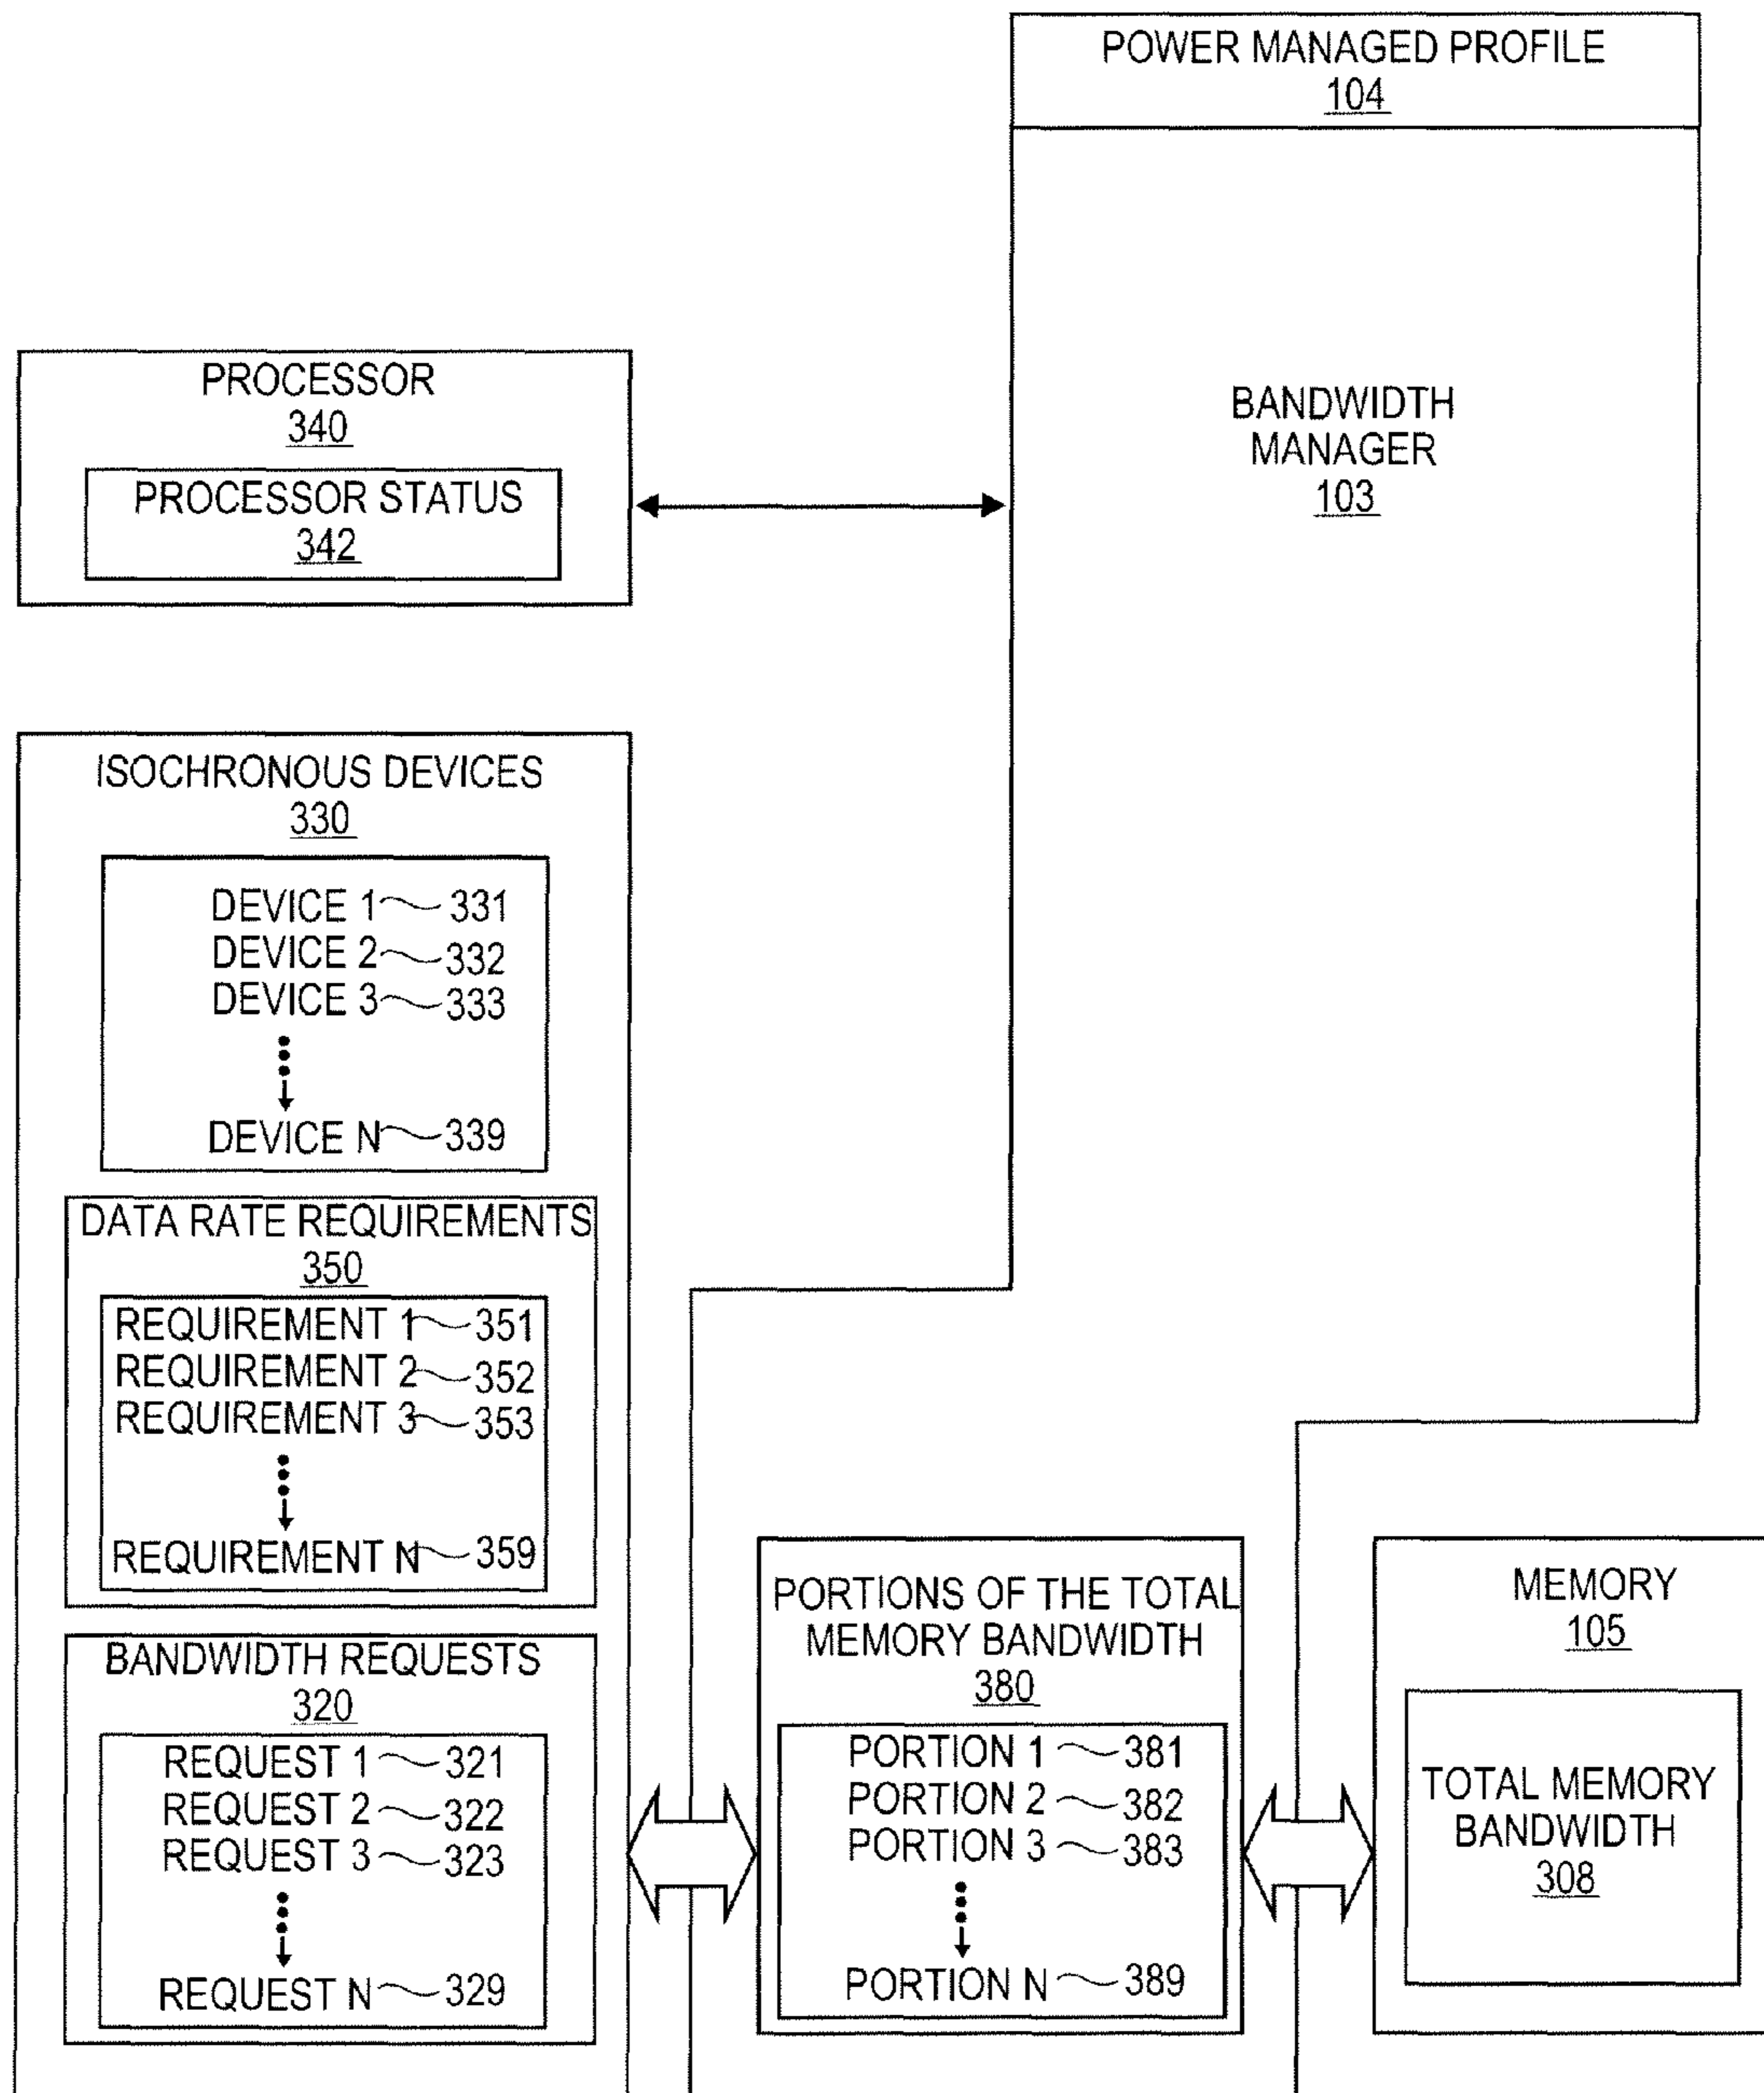 POWER MANAGED PROFILE
104
BANDWIDTH
MANAGER
103
PROCESSOR
340
PROCESSOR STATUS
342
ISOCHRONOUS DEVICES
330
DEVICE 1 331
DEVICE 2 332
DEVICE 3 333
DEVICE N 339
DATA RATE REQUIREMENTS
350
REQUIREMENT 1 351
REQUIREMENT 2 352
REQUIREMENT 3 353
REQUIREMENT N 359
BANDWIDTH REQUESTS
320
REQUEST 1 321
REQUEST 2 322
REQUEST 3 323
REQUEST N 329
PORTIONS OF THE TOTAL
MEMORY BANDWIDTH
380
PORTION 1 381
PORTION 2 382
PORTION 3 383
PORTION N 389
MEMORY
105
TOTAL MEMORY
BANDWIDTH
308